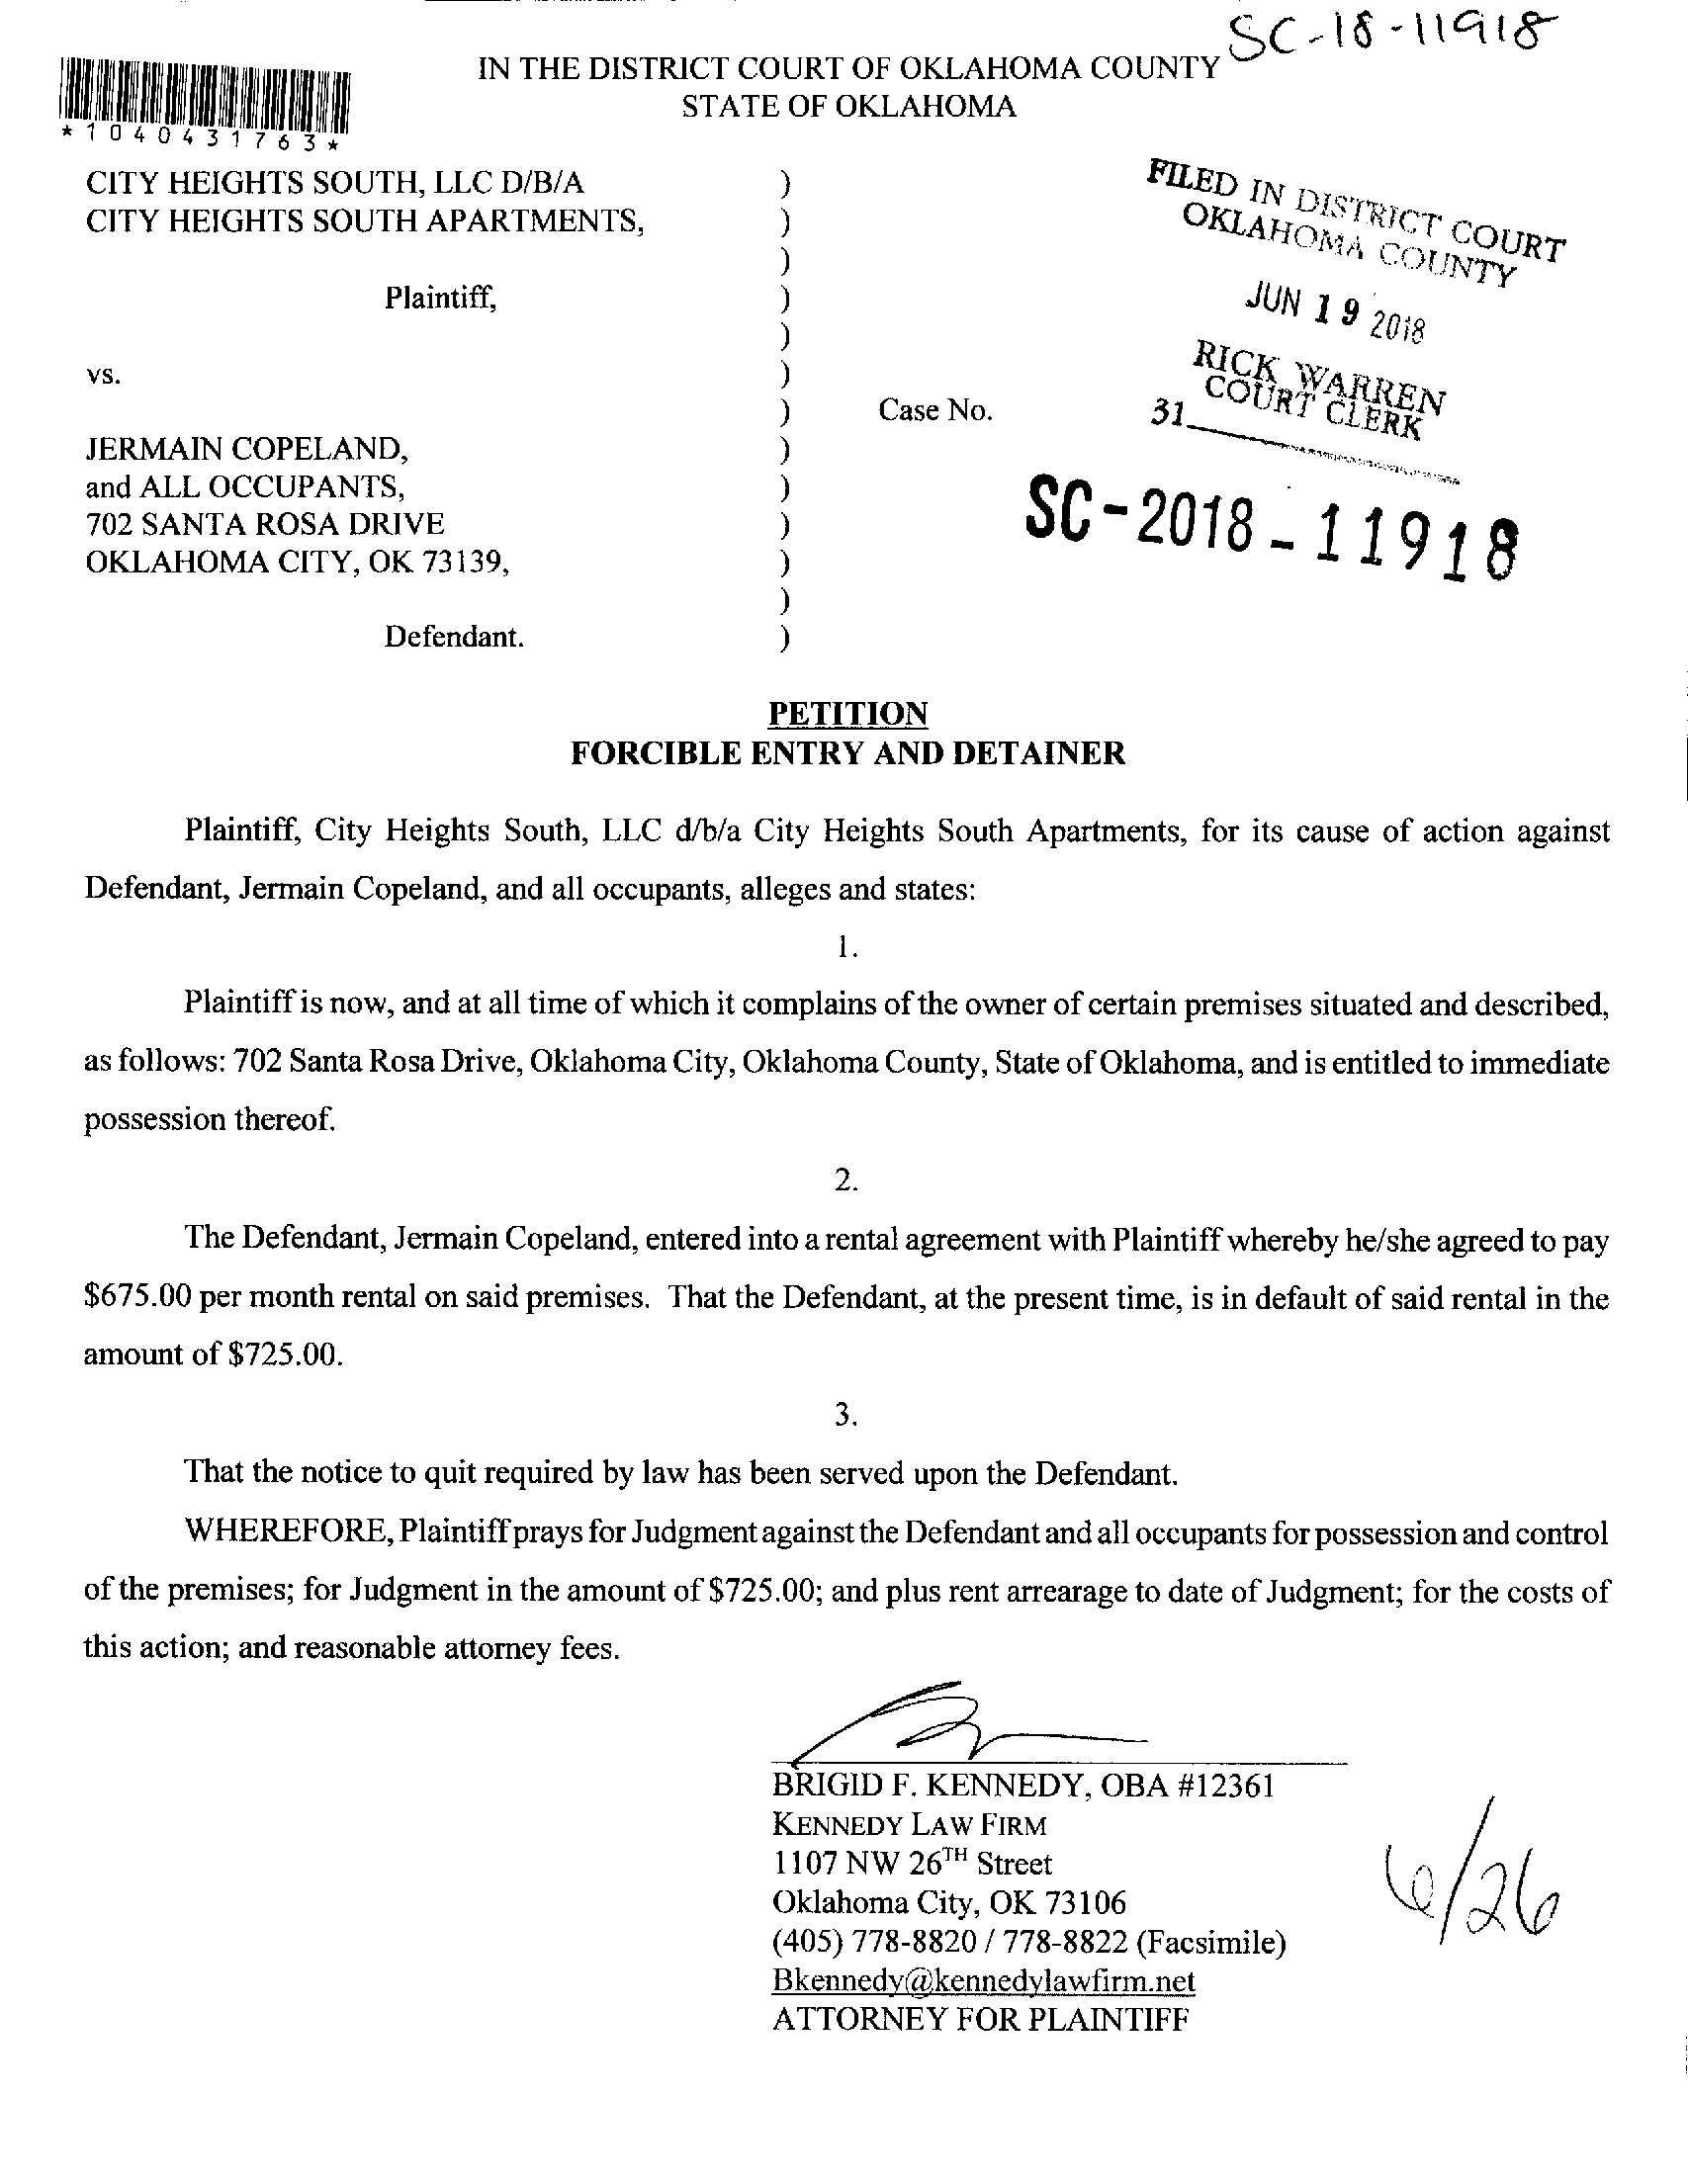 SC-18-11918
IN THE DISTRICT COURT OF OKLAHOMA COUNTY
STATE OF OKLAHOMA
*1040431763*
CITY HEIGHTS SOUTH, LLC D/B/A )
CITY HEIGHTS SOUTH APARTMENTS, )
)
Plaintiff, )
)
vs. )
) Case No.
JERMAIN COPELAND, )
and ALL OCCUPANTS, )
702 SANTA ROSA DRIVE )
OKLAHOMA CITY, OK 73139, )
)
Defendant. )
FILED IN DISTRICT COURT
OKLAHOMA COUNTY
JUN 19 2018
RICK WARREN
COURT CLERK
31
SC-2018-11918
PETITION
FORCIBLE ENTRY AND DETAINER
Plaintiff, City Heights South, LLC d/b/a City Heights South Apartments, for its cause of action against
Defendant, Jermain Copeland, and all occupants, alleges and states:
1.
Plaintiff is now, and at all time of which it complains of the owner of certain premises situated and described,
as follows: 702 Santa Rosa Drive, Oklahoma City, Oklahoma County, State of Oklahoma, and is entitled to immediate
possession thereof.
2.
The Defendant, Jermain Copeland, entered into a rental agreement with Plaintiff whereby he/she agreed to pay
$675.00 per month rental on said premises. That the Defendant, at the present time, is in default of said rental in the
amount of $725.00.
3.
That the notice to quit required by law has been served upon the Defendant.
WHEREFORE, Plaintiff prays for Judgment against the Defendant and all occupants for possession and control
of the premises; for Judgment in the amount of $725.00; and plus rent arrearage to date of Judgment; for the costs of
this action; and reasonable attorney fees.
BRIGID F. KENNEDY, OBA #12361
KENNEDY LAW FIRM
1107 NW 26TH Street
Oklahoma City, OK 73106
(405) 778-8820 / 778-8822 (Facsimile)
Bkennedy@kennedylawfirm.net
ATTORNEY FOR PLAINTIFF
6/26